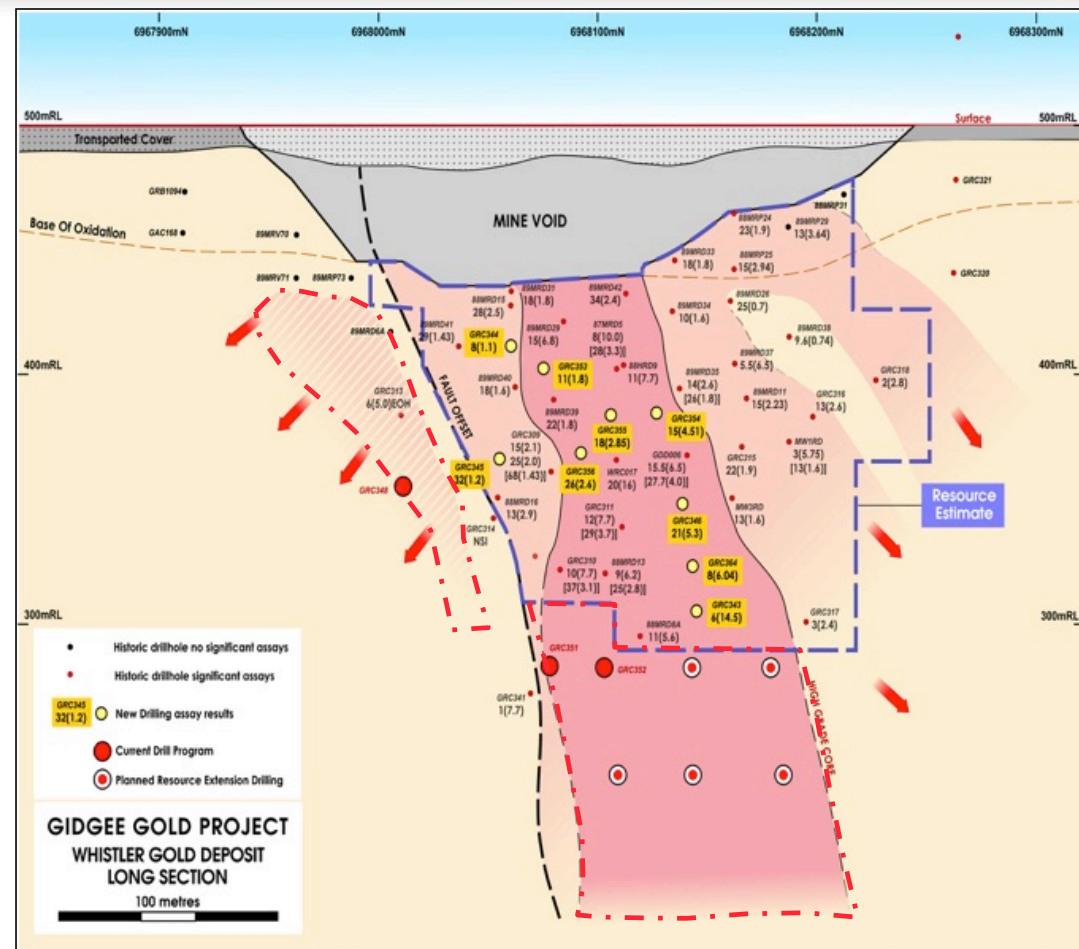 6967900mN
6968000mN
6968100mN
6968200mN
6968300mN
500mRL
Surface
500mRL
Transported Cover
GRC321
GRB1094
88MRP31
MINE VOID
88MRP24
23(1.9)
88MRP29
13(3.64)
Base Of Oxidation
GAC168
89MRV70
89MRD33
18(1.8)
88MRP25
15(2.94)
GRC320
89MRV71
89MRP73
89MRD31
18(1.8)
89MRD42
34(2.4)
88MRD15
28(2.5)
89MRD26
25(0.7)
89MRD34
10(1.6)
89MRD6A
89MRD41
29(1.43)
GRC344
8(1.1)
89MRD29
15(6.8)
87MRD5
8(10.0)
[28(3.3)]
89MRD38
9.6(0.74)
400mRL
400mRL
GRC353
11(1.8)
88HRD9
11(7.7)
89MRD37
5.5(6.5)
GRC318
2(2.8)
FAULT OFFSET
89MRD40
18(1.6)
89MRD35
14(2.6)
[26(1.8)]
89MRD11
15(2.23)
GRC316
13(2.6)
GRC313
6(5.0)EOH
89MRD39
22(1.8)
GRC355
18(2.85)
GRC354
15(4.51)
GRC309
15(2.1)
25(2.0)
[68(1.43)]
MW1RD
3(5.75)
[13(1.6)]
GRC345
32(1.2)
GRC356
26(2.6)
WRC017
20(16)
GDD006
15.5(6.5)
[27.7(4.0)]
GRC315
22(1.9)
GRC348
88MRD16
13(2.9)
GRC311
12(7.7)
[29(3.7)]
MW3RD
13(1.6)
Resource
Estimate
GRC314
NSI
GRC346
21(5.3)
GRC310
10(7.7)
[37(3.1)]
88MRD13
9(6.2)
[25(2.8)]
GRC364
8(6.04)
GRC343
6(14.5)
300mRL
300mRL
88MRD8A
11(5.6)
GRC317
3(2.4)
GRC351
GRC352
HIGH GRADE CORE
GRC341
1(7.7)
Historic drillhole no significant assays
Historic drillhole significant assays
GRC345
32(1.2)
New Drilling assay results
Current Drill Program
Planned Resource Extension Drilling
GIDGEE GOLD PROJECT
WHISTLER GOLD DEPOSIT
LONG SECTION
100 metres